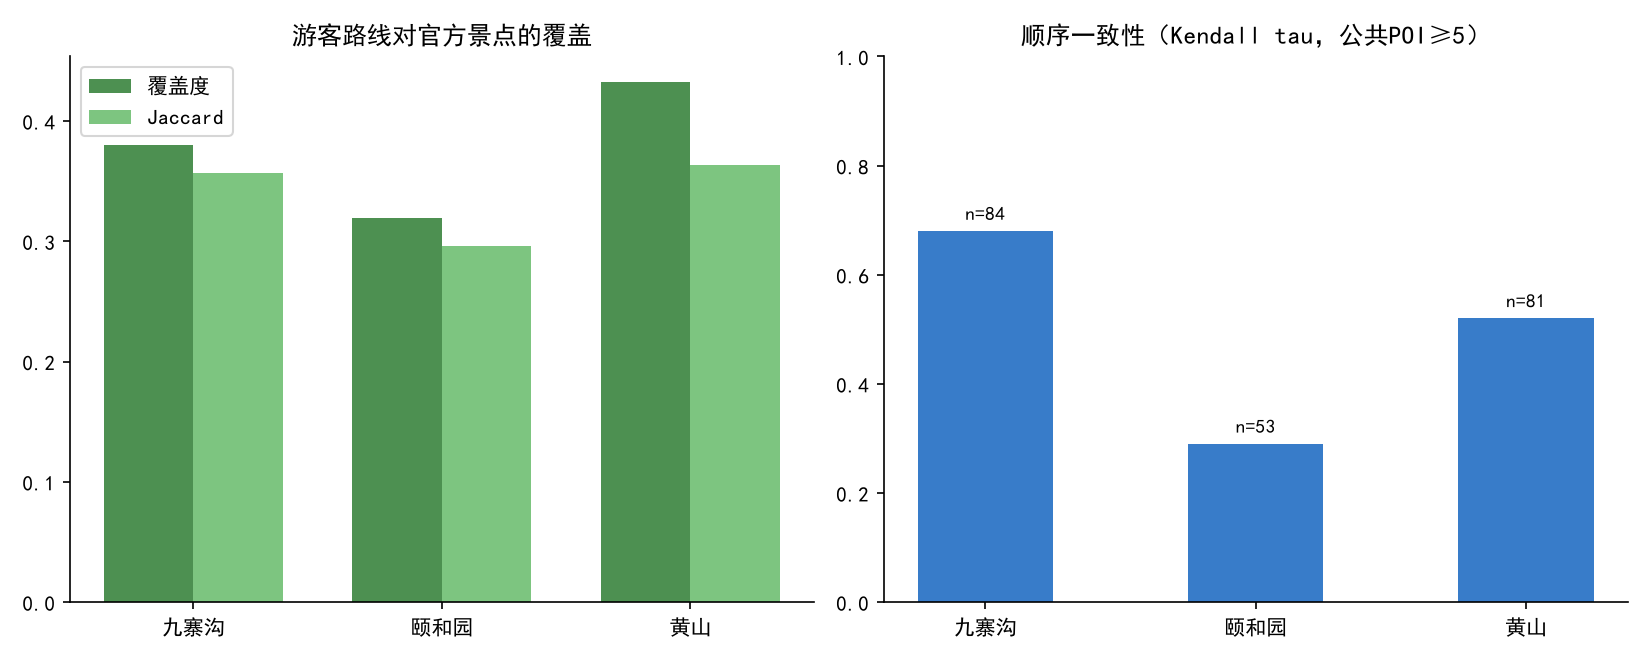 游客路线对官方景点的覆盖
覆盖度
Jaccard
0.4
0.3
0.2
0.1
0.0
九寨沟
颐和园
黄山
顺序一致性（Kendall tau，公共POI≥5）
1.0
0.8
0.6
0.4
0.2
0.0
n=84
n=53
n=81
九寨沟
颐和园
黄山